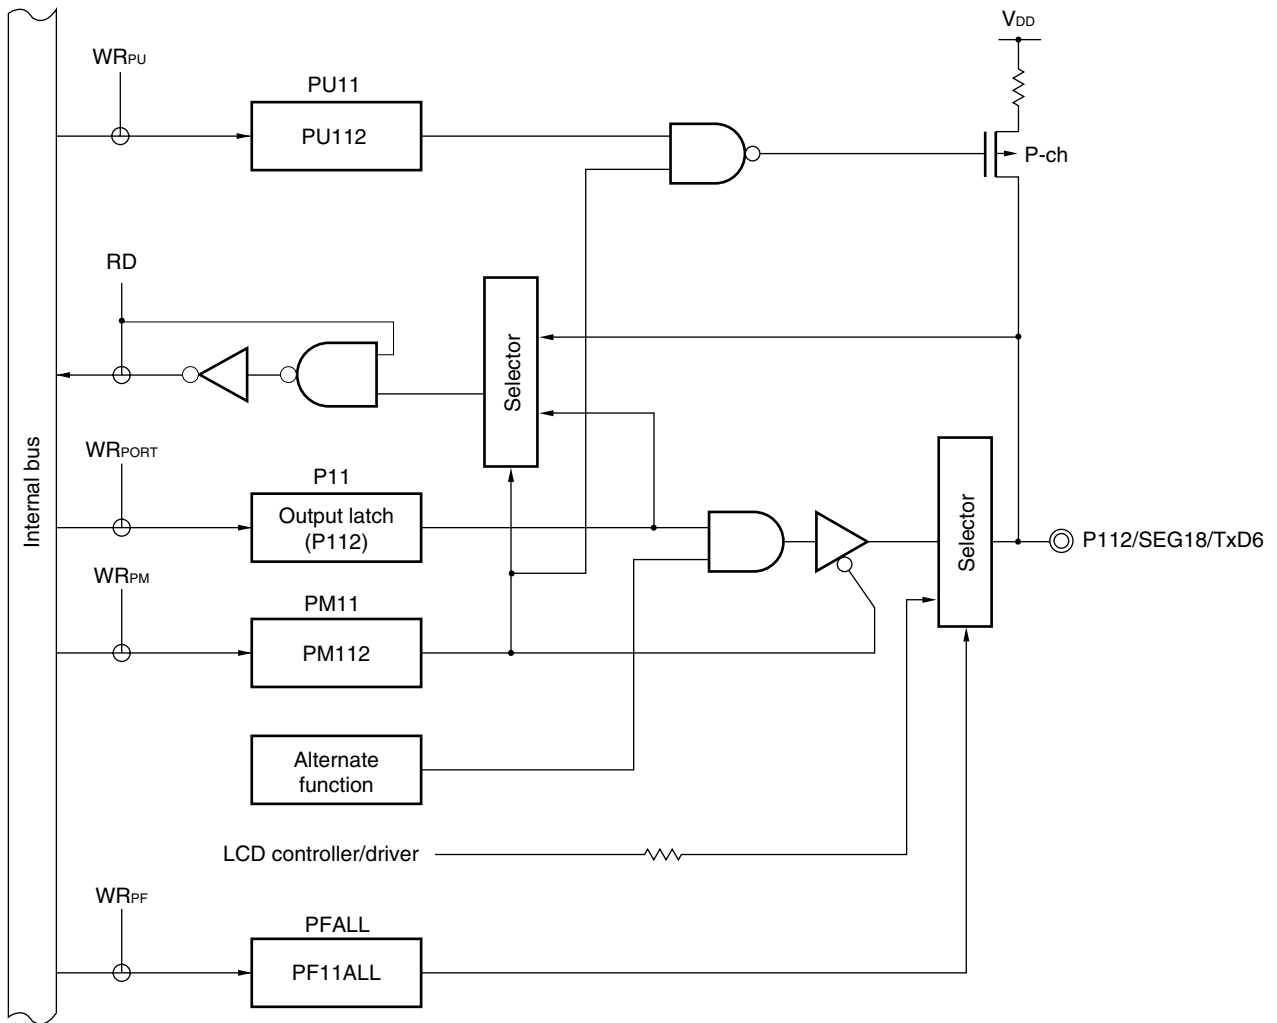 VDD
WRPU
PU11
PU112
P-ch
RD
Selector
Internal bus
WRPORT
P11
Output latch
(P112)
Selector
P112/SEG18/TxD6
WRPM
PM11
PM112
Alternate
function
LCD controller/driver
WRPF
PFALL
PF11ALL